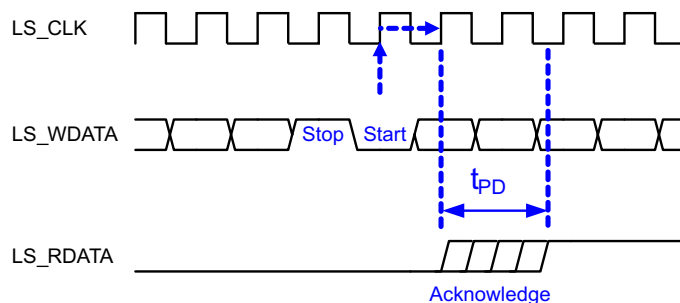 LS_CLK
LS_WDATA
Stop
Start
tPD
LS_RDATA
Acknowledge